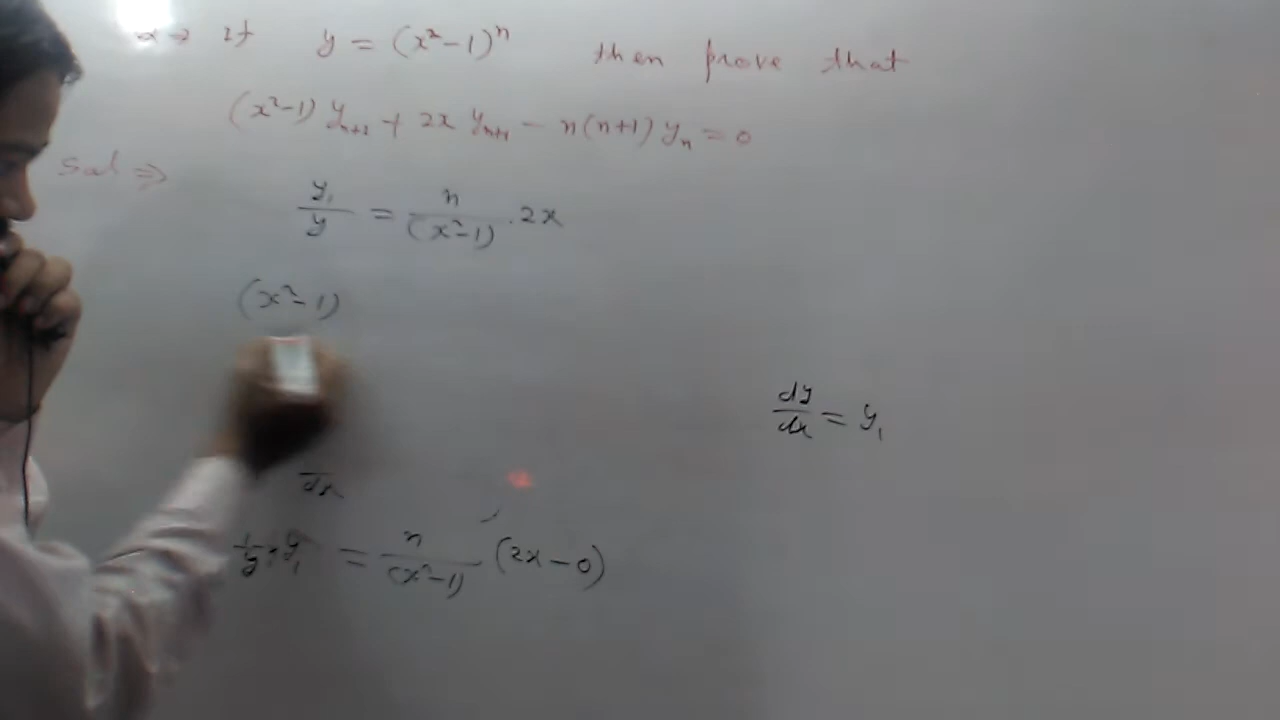 If y = (x²-1)ⁿ then prove that
(x²-1) yₙ₊₂ + 2x yₙ₊₁ - n(n+1) yₙ = 0
Sol ⇒
y₁/y = n/(x²-1) . 2x
(x²-1)
dy/dx = y₁
dx
1/y · y₁ = n/(x²-1) (2x-0)